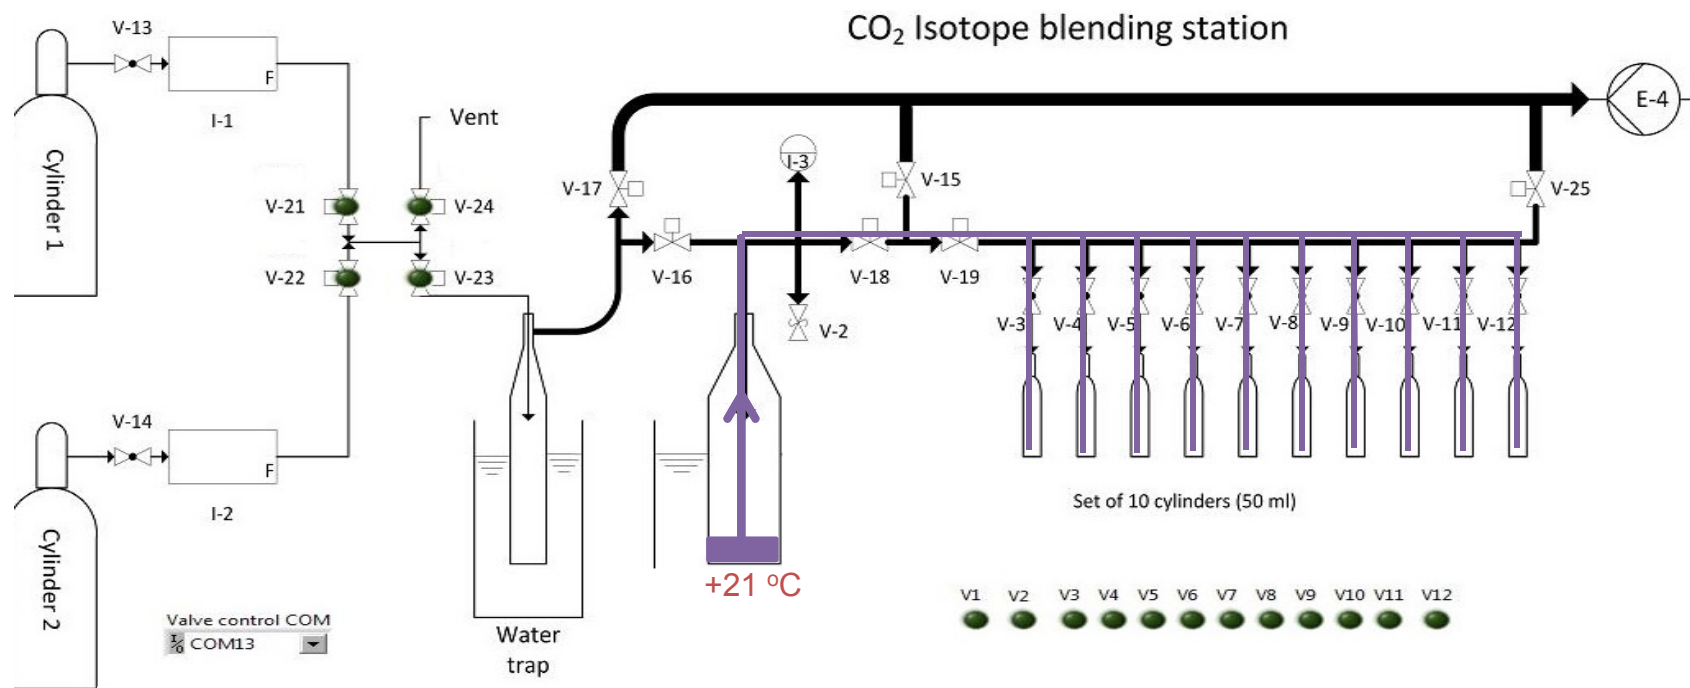 CO₂ Isotope blending station
V-13
F
I-1
Cylinder 1
Vent
E-4
I-3
V-17
V-15
V-25
V-21
V-24
V-22
V-23
V-16
V-18
V-19
V-2
V-3
V-4
V-5
V-6
V-7
V-8
V-9
V-10
V-11
V-12
V-14
F
I-2
Cylinder 2
Set of 10 cylinders (50 ml)
+21 ºC
V1 V2 V3 V4 V5 V6 V7 V8 V9 V10 V11 V12
Valve control COM
I/O COM13
Water
trap